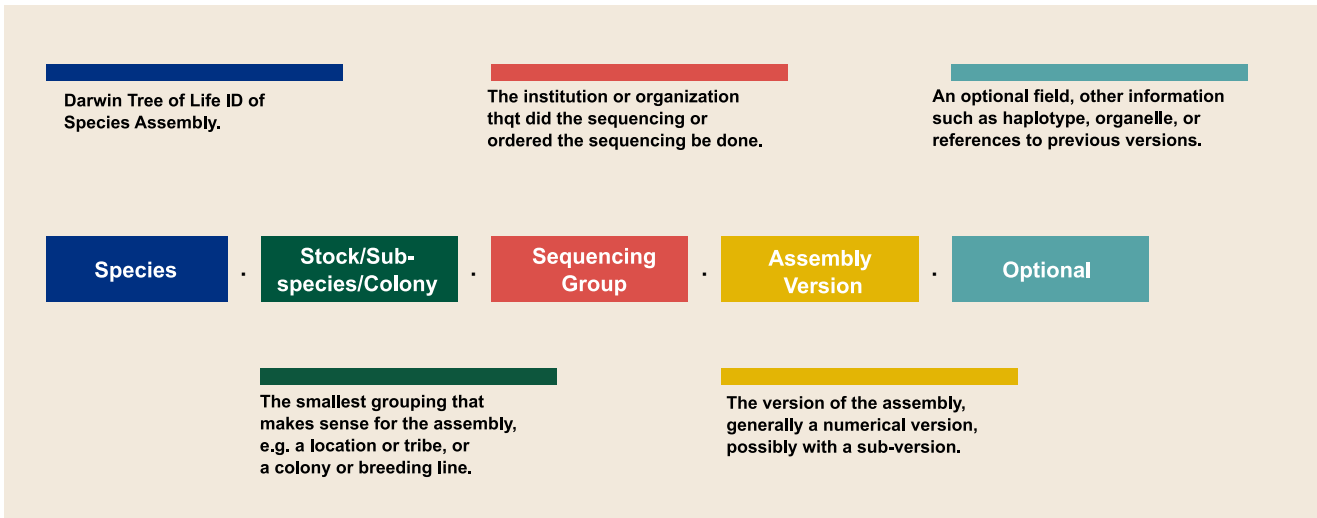 Darwin Tree of Life ID of
Species Assembly.
The institution or organization
thqt did the sequencing or
ordered the sequencing be done.
An optional field, other information
such as haplotype, organelle, or
references to previous versions.
Species
.
Stock/Sub-
species/Colony
.
Sequencing
Group
.
Assembly
Version
.
Optional
The smallest grouping that
makes sense for the assembly,
e.g. a location or tribe, or
a colony or breeding line.
The version of the assembly,
generally a numerical version,
possibly with a sub-version.